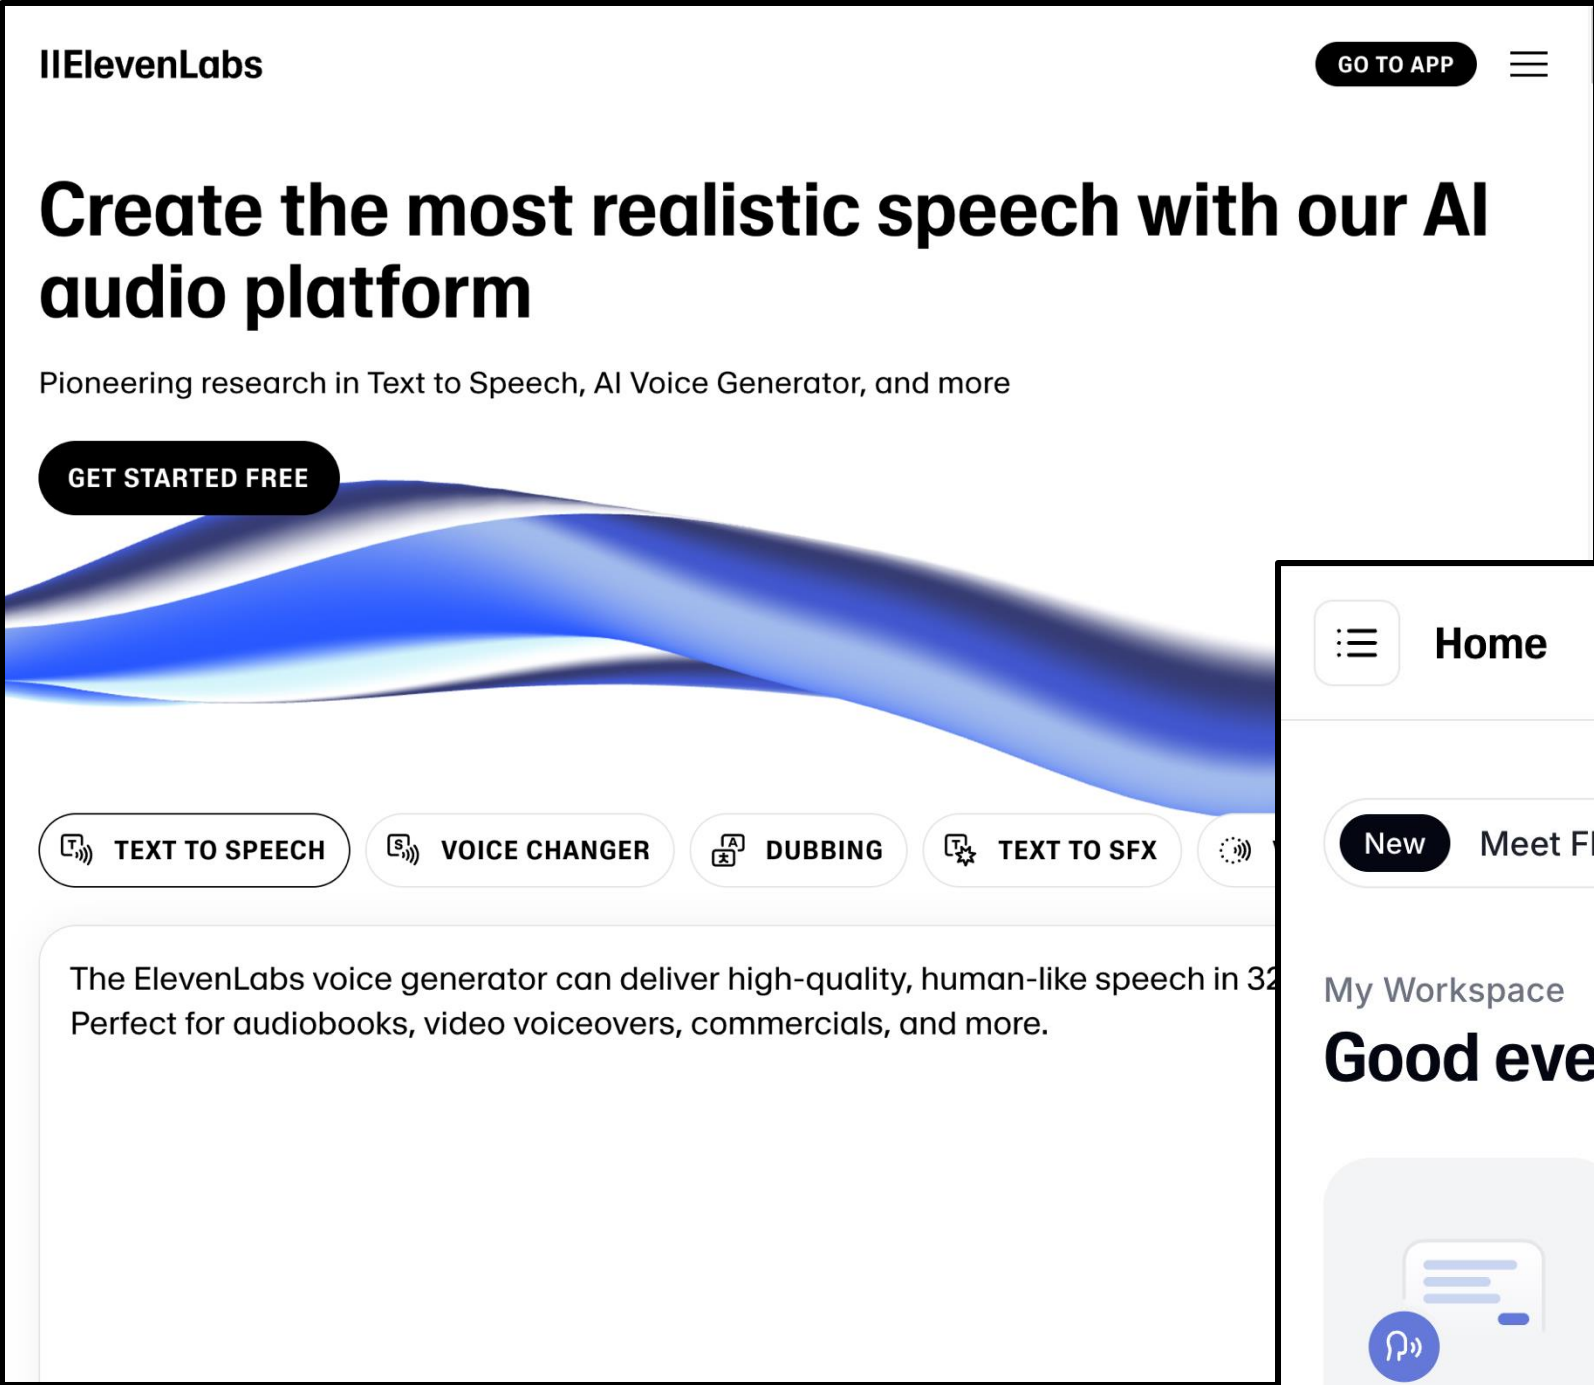 IIElevenLabs
GO TO APP
Create the most realistic speech with our AI
audio platform
Pioneering research in Text to Speech, AI Voice Generator, and more
GET STARTED FREE
TEXT TO SPEECH
VOICE CHANGER
DUBBING
TEXT TO SFX
The ElevenLabs voice generator can deliver high-quality, human-like speech in 32
Perfect for audiobooks, video voiceovers, commercials, and more.
Home
New
Meet
My Workspace
Good